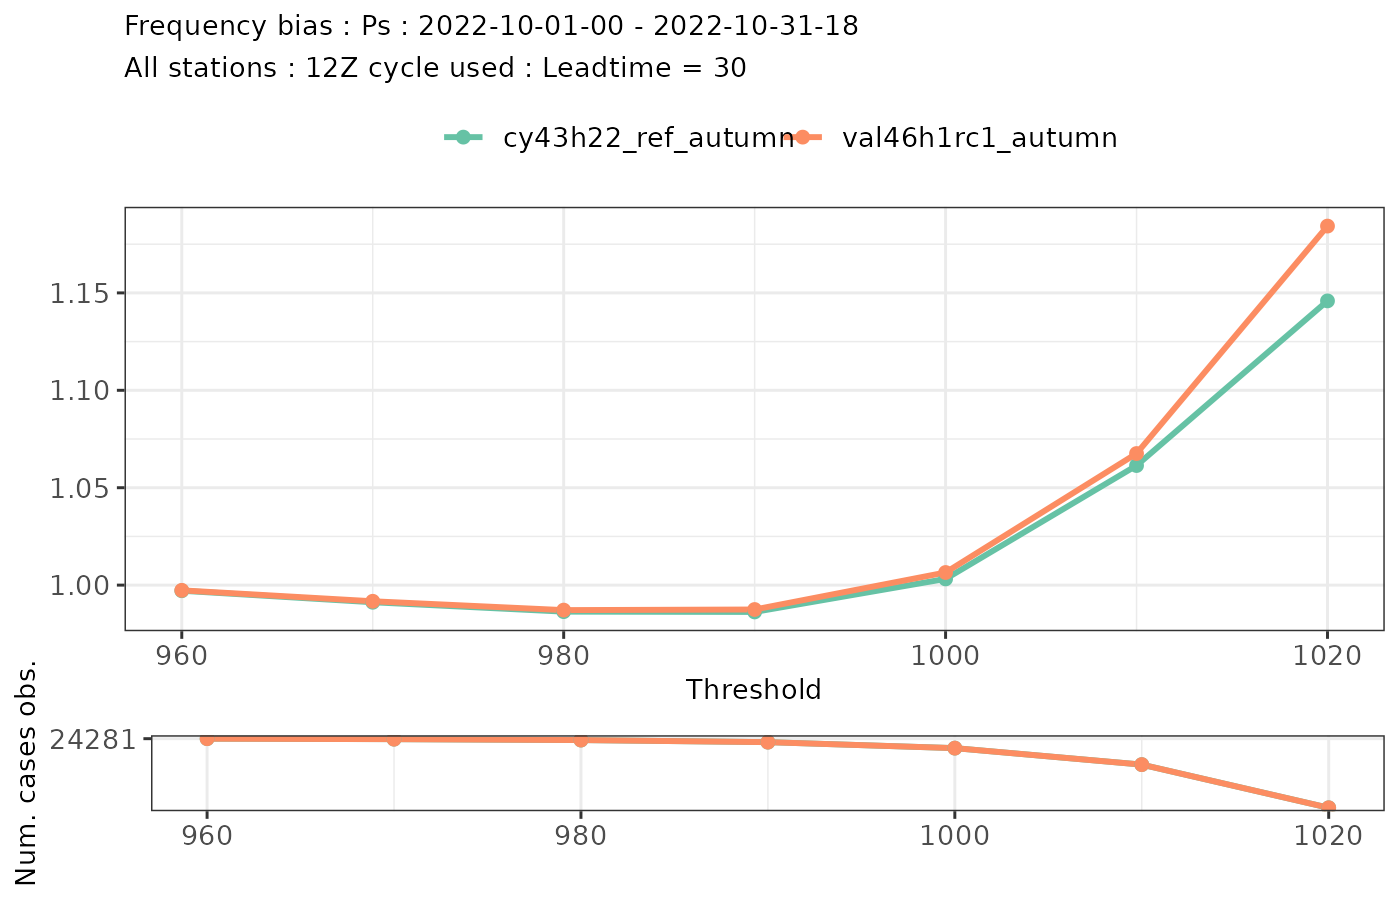 Frequency bias : Ps : 2022-10-01-00 - 2022-10-31-18
All stations : 12Z cycle used : Leadtime = 30
cy43h22_ref_autumn val46h1rc1_autumn
1.15
1.10
1.05
1.00
960 980 1000 1020
Threshold
Num. cases obs.
24281
960 980 1000 1020